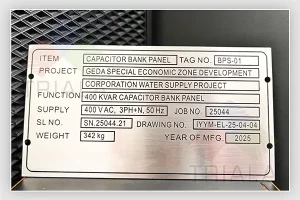 ITEM CAPACITOR BANK PANEL TAG NO. BPS-01
PROJECT GEDA SPECIAL ECONOMIC ZONE DEVELOPMENT
CORPORATION WATER SUPPLY PROJECT
FUNCTION 400 KVAR CAPACITOR BANK PANEL
SUPPLY 400 V AC, 3PH+N, 50 Hz JOB NO. 25044
SL NO. SN.25044.21 DRAWING NO. IYYM-EL-25-04-04
WEIGHT 342 kg YEAR OF MFG. 2025
TRIAL